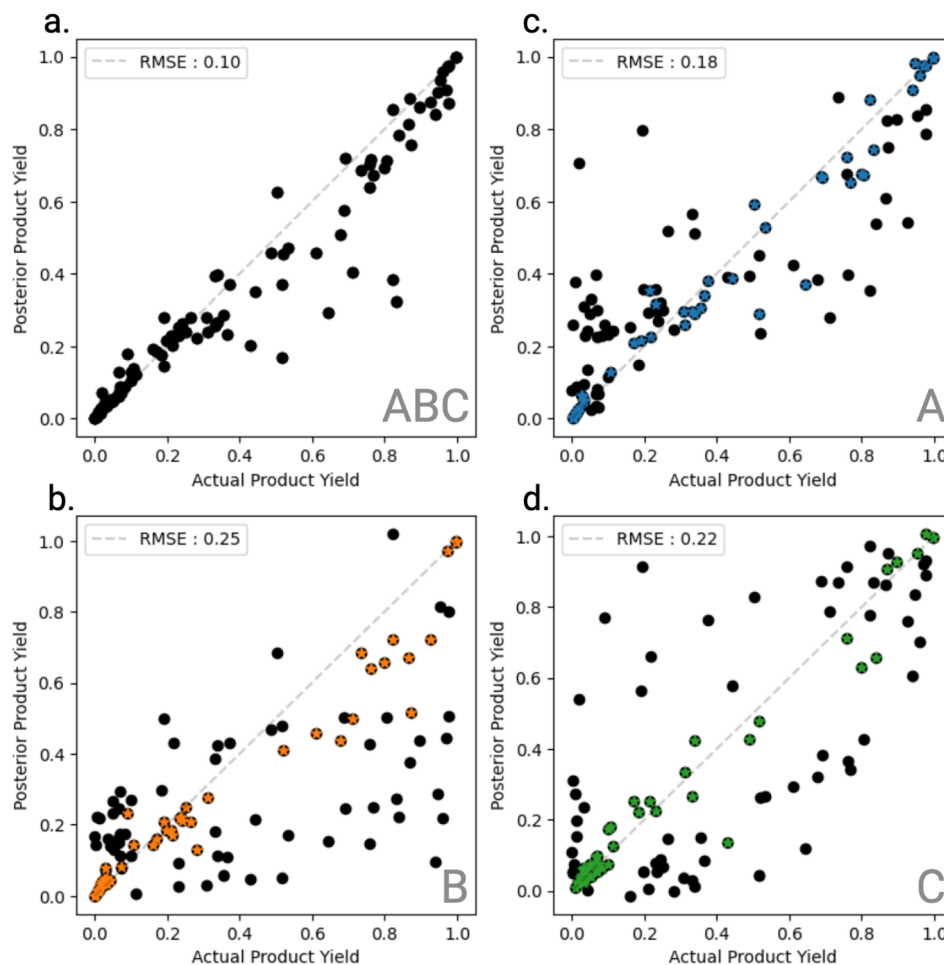 a.
RMSE : 0.10
1.0
0.8
0.6
0.4
0.2
0.0
Posterior Product Yield
ABC
0.0 0.2 0.4 0.6 0.8 1.0
Actual Product Yield
c.
RMSE : 0.18
1.0
0.8
0.6
0.4
0.2
0.0
Posterior Product Yield
A
0.0 0.2 0.4 0.6 0.8 1.0
Actual Product Yield
b.
RMSE : 0.25
1.0
0.8
0.6
0.4
0.2
0.0
Posterior Product Yield
B
0.0 0.2 0.4 0.6 0.8 1.0
Actual Product Yield
d.
RMSE : 0.22
1.0
0.8
0.6
0.4
0.2
0.0
Posterior Product Yield
C
0.0 0.2 0.4 0.6 0.8 1.0
Actual Product Yield